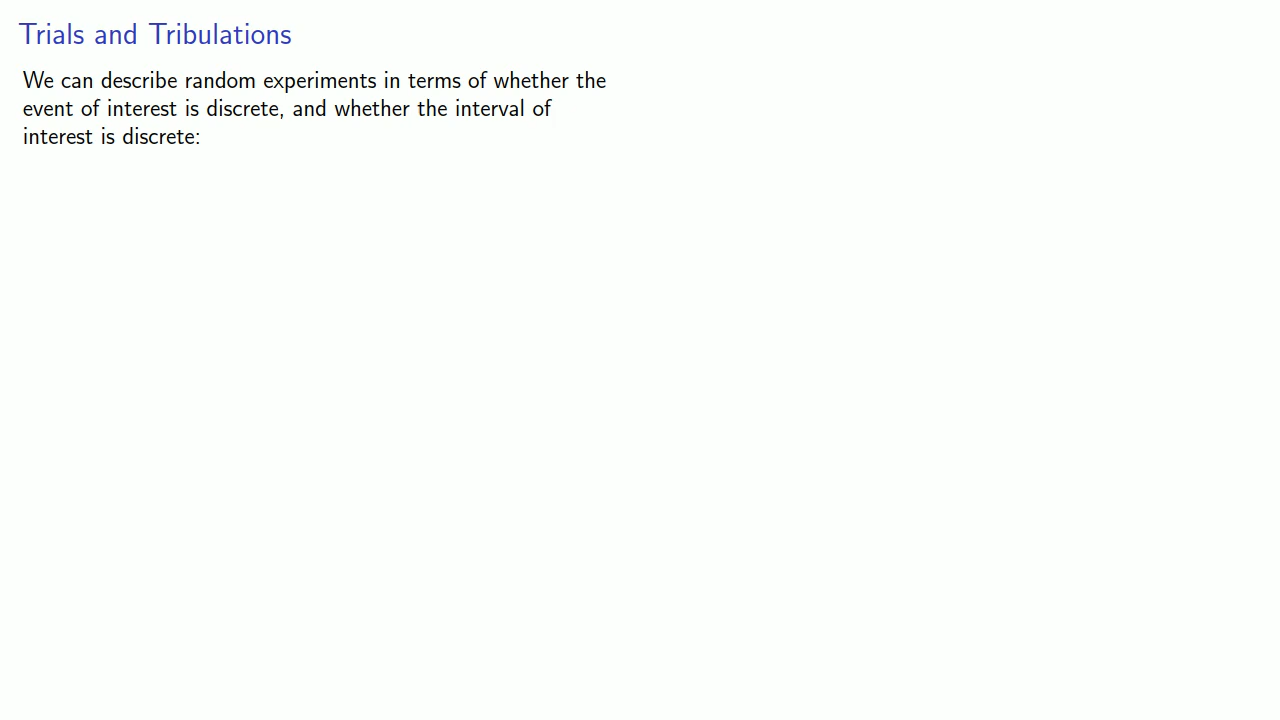 Trials and Tribulations
We can describe random experiments in terms of whether the
event of interest is discrete, and whether the interval of
interest is discrete: